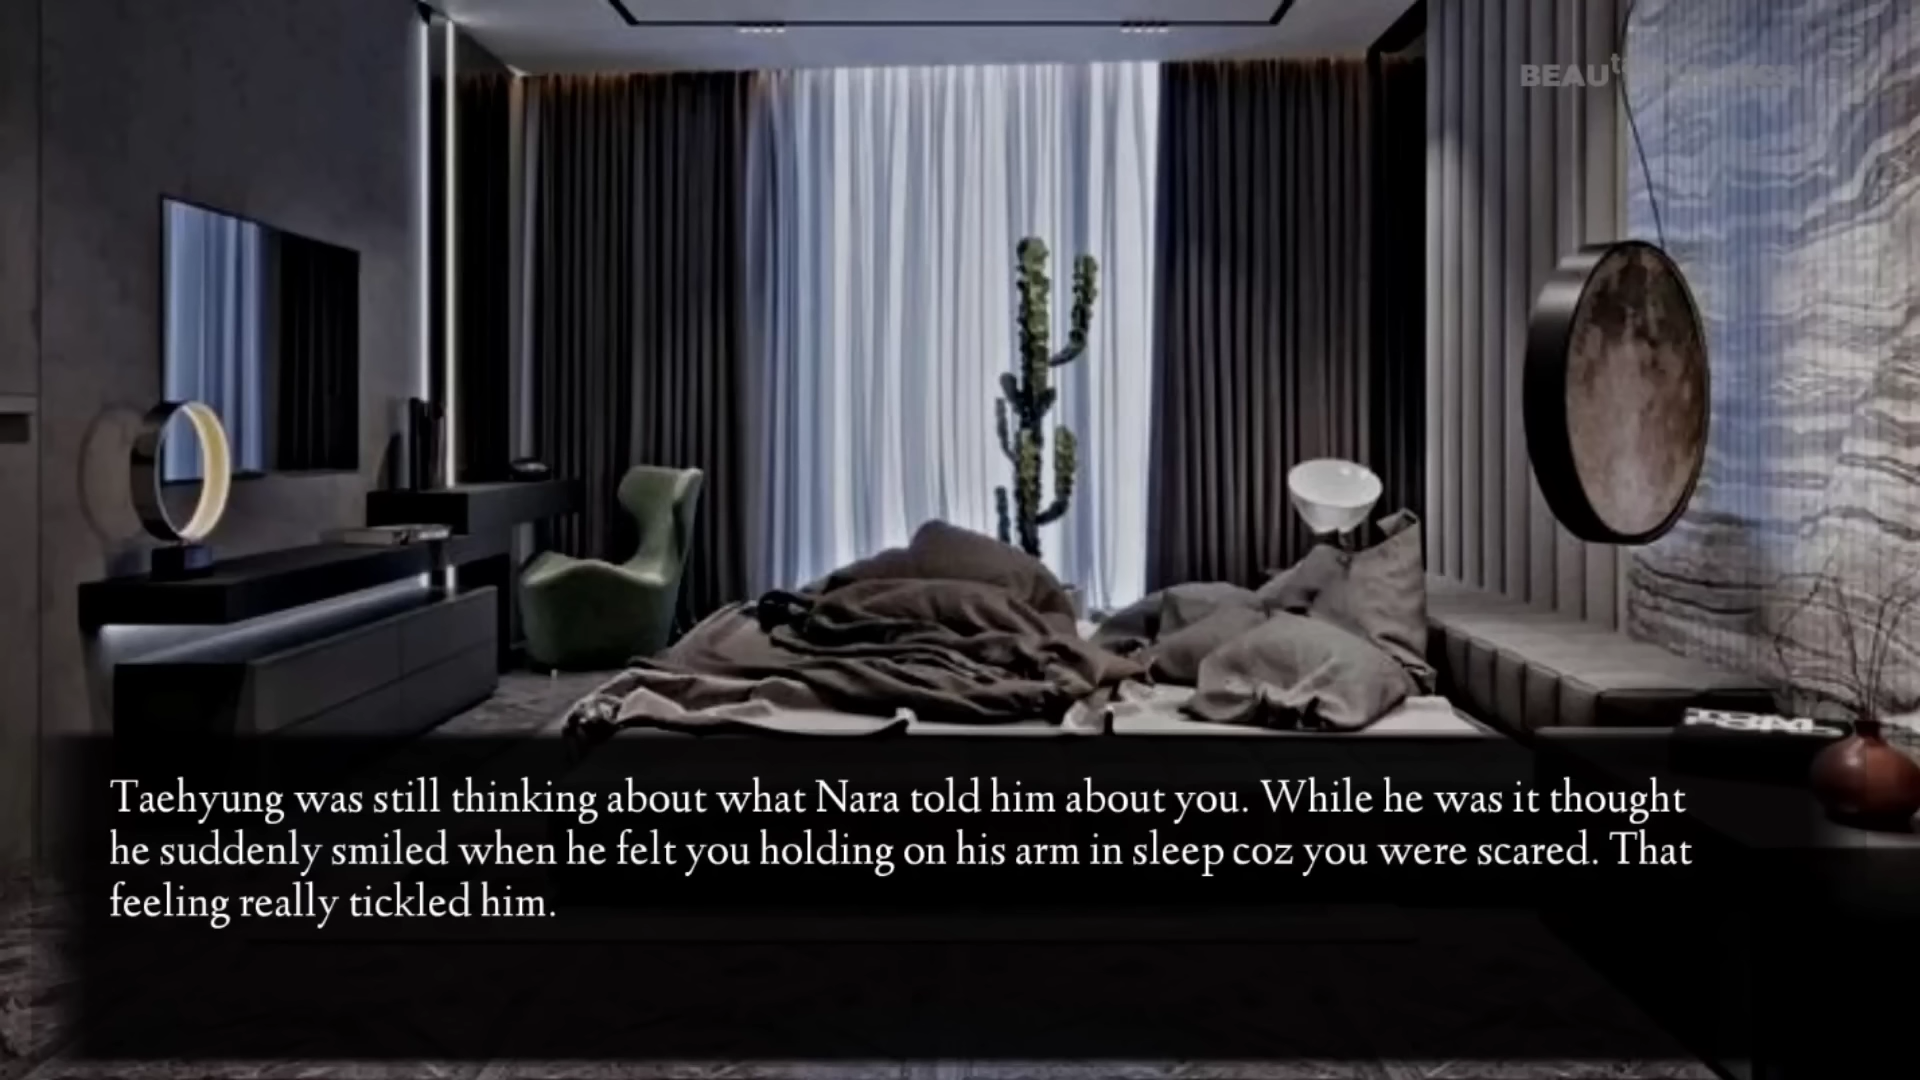 BEAU
Taehyung was still thinking about what Nara told him about you. While he was it thought
he suddenly smiled when he felt you holding on his arm in sleep coz you were scared. That
feeling really tickled him.